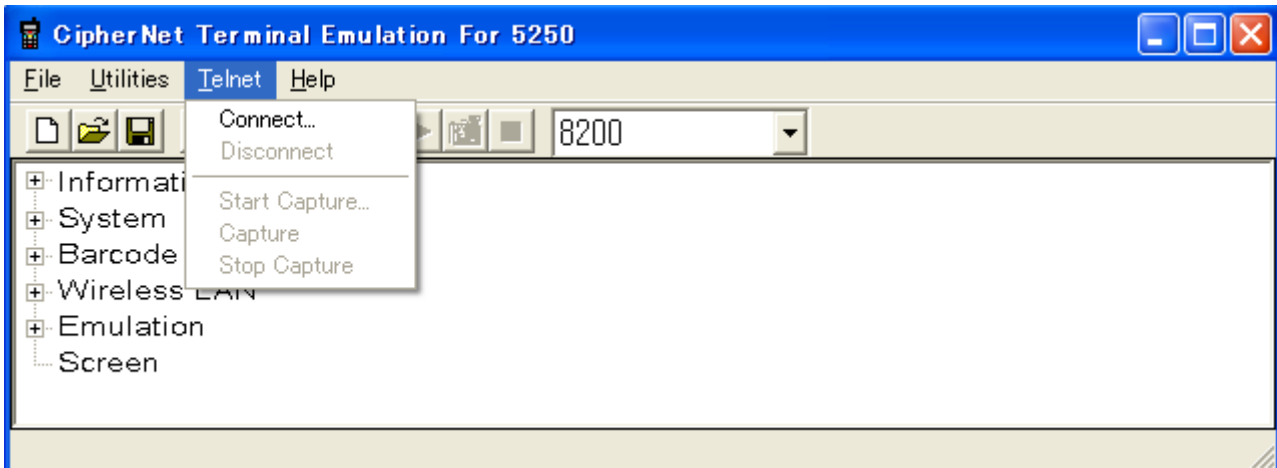 CipherNet Terminal Emulation For 5250
File Utilities Telnet Help
8200
Connect...
Disconnect
Start Capture...
Capture
Stop Capture
Informati
System
Barcode
Wireless LAN
Emulation
Screen